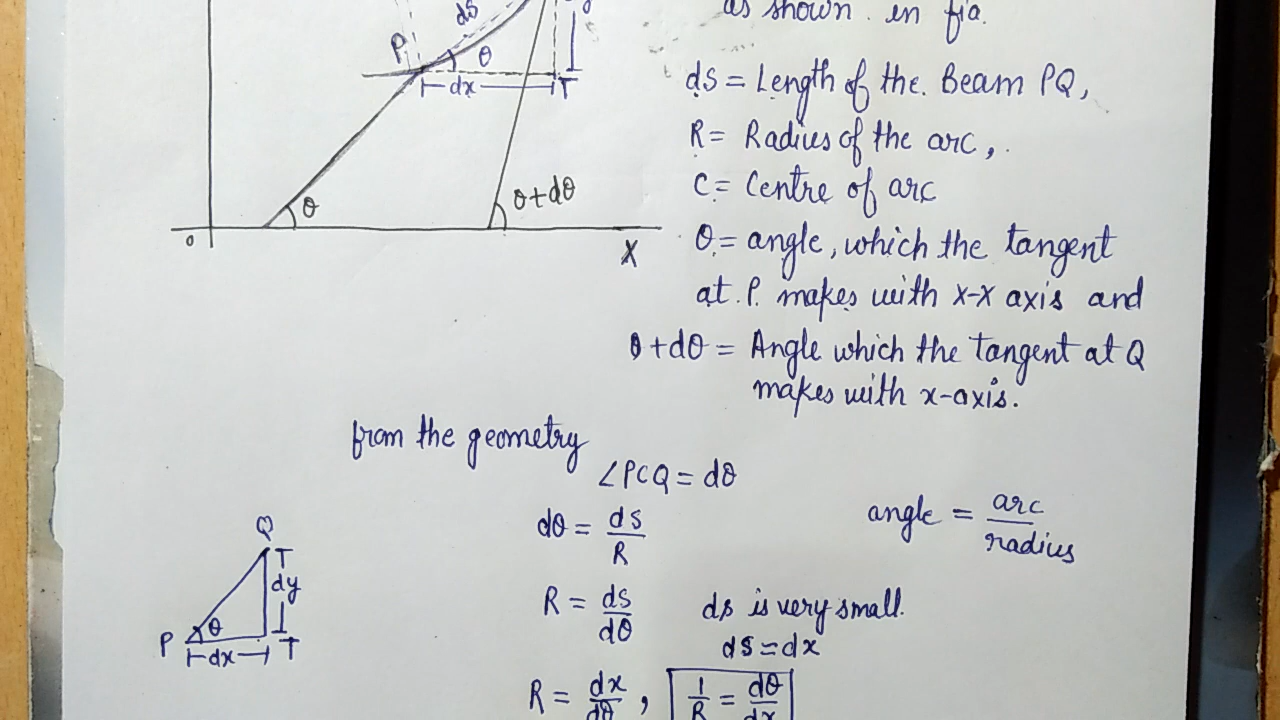 as shown. in fig.
ds
P
θ
dx
T
ds = Length of the. Beam PQ,
R = Radius of the arc,.
C = Centre of arc
θ
θ+dθ
o
X
θ = angle, which the tangent
at P. makes with x-x axis and
θ+dθ = Angle which the tangent at Q
makes with x-axis.
from the geometry
∠PCQ = dθ
dθ = ds/R
angle = arc/radius
Q
T
dy
P
θ
dx
T
R = ds/dθ
ds is very small.
ds = dx
R = dx/dθ, 1/R = dθ/dx